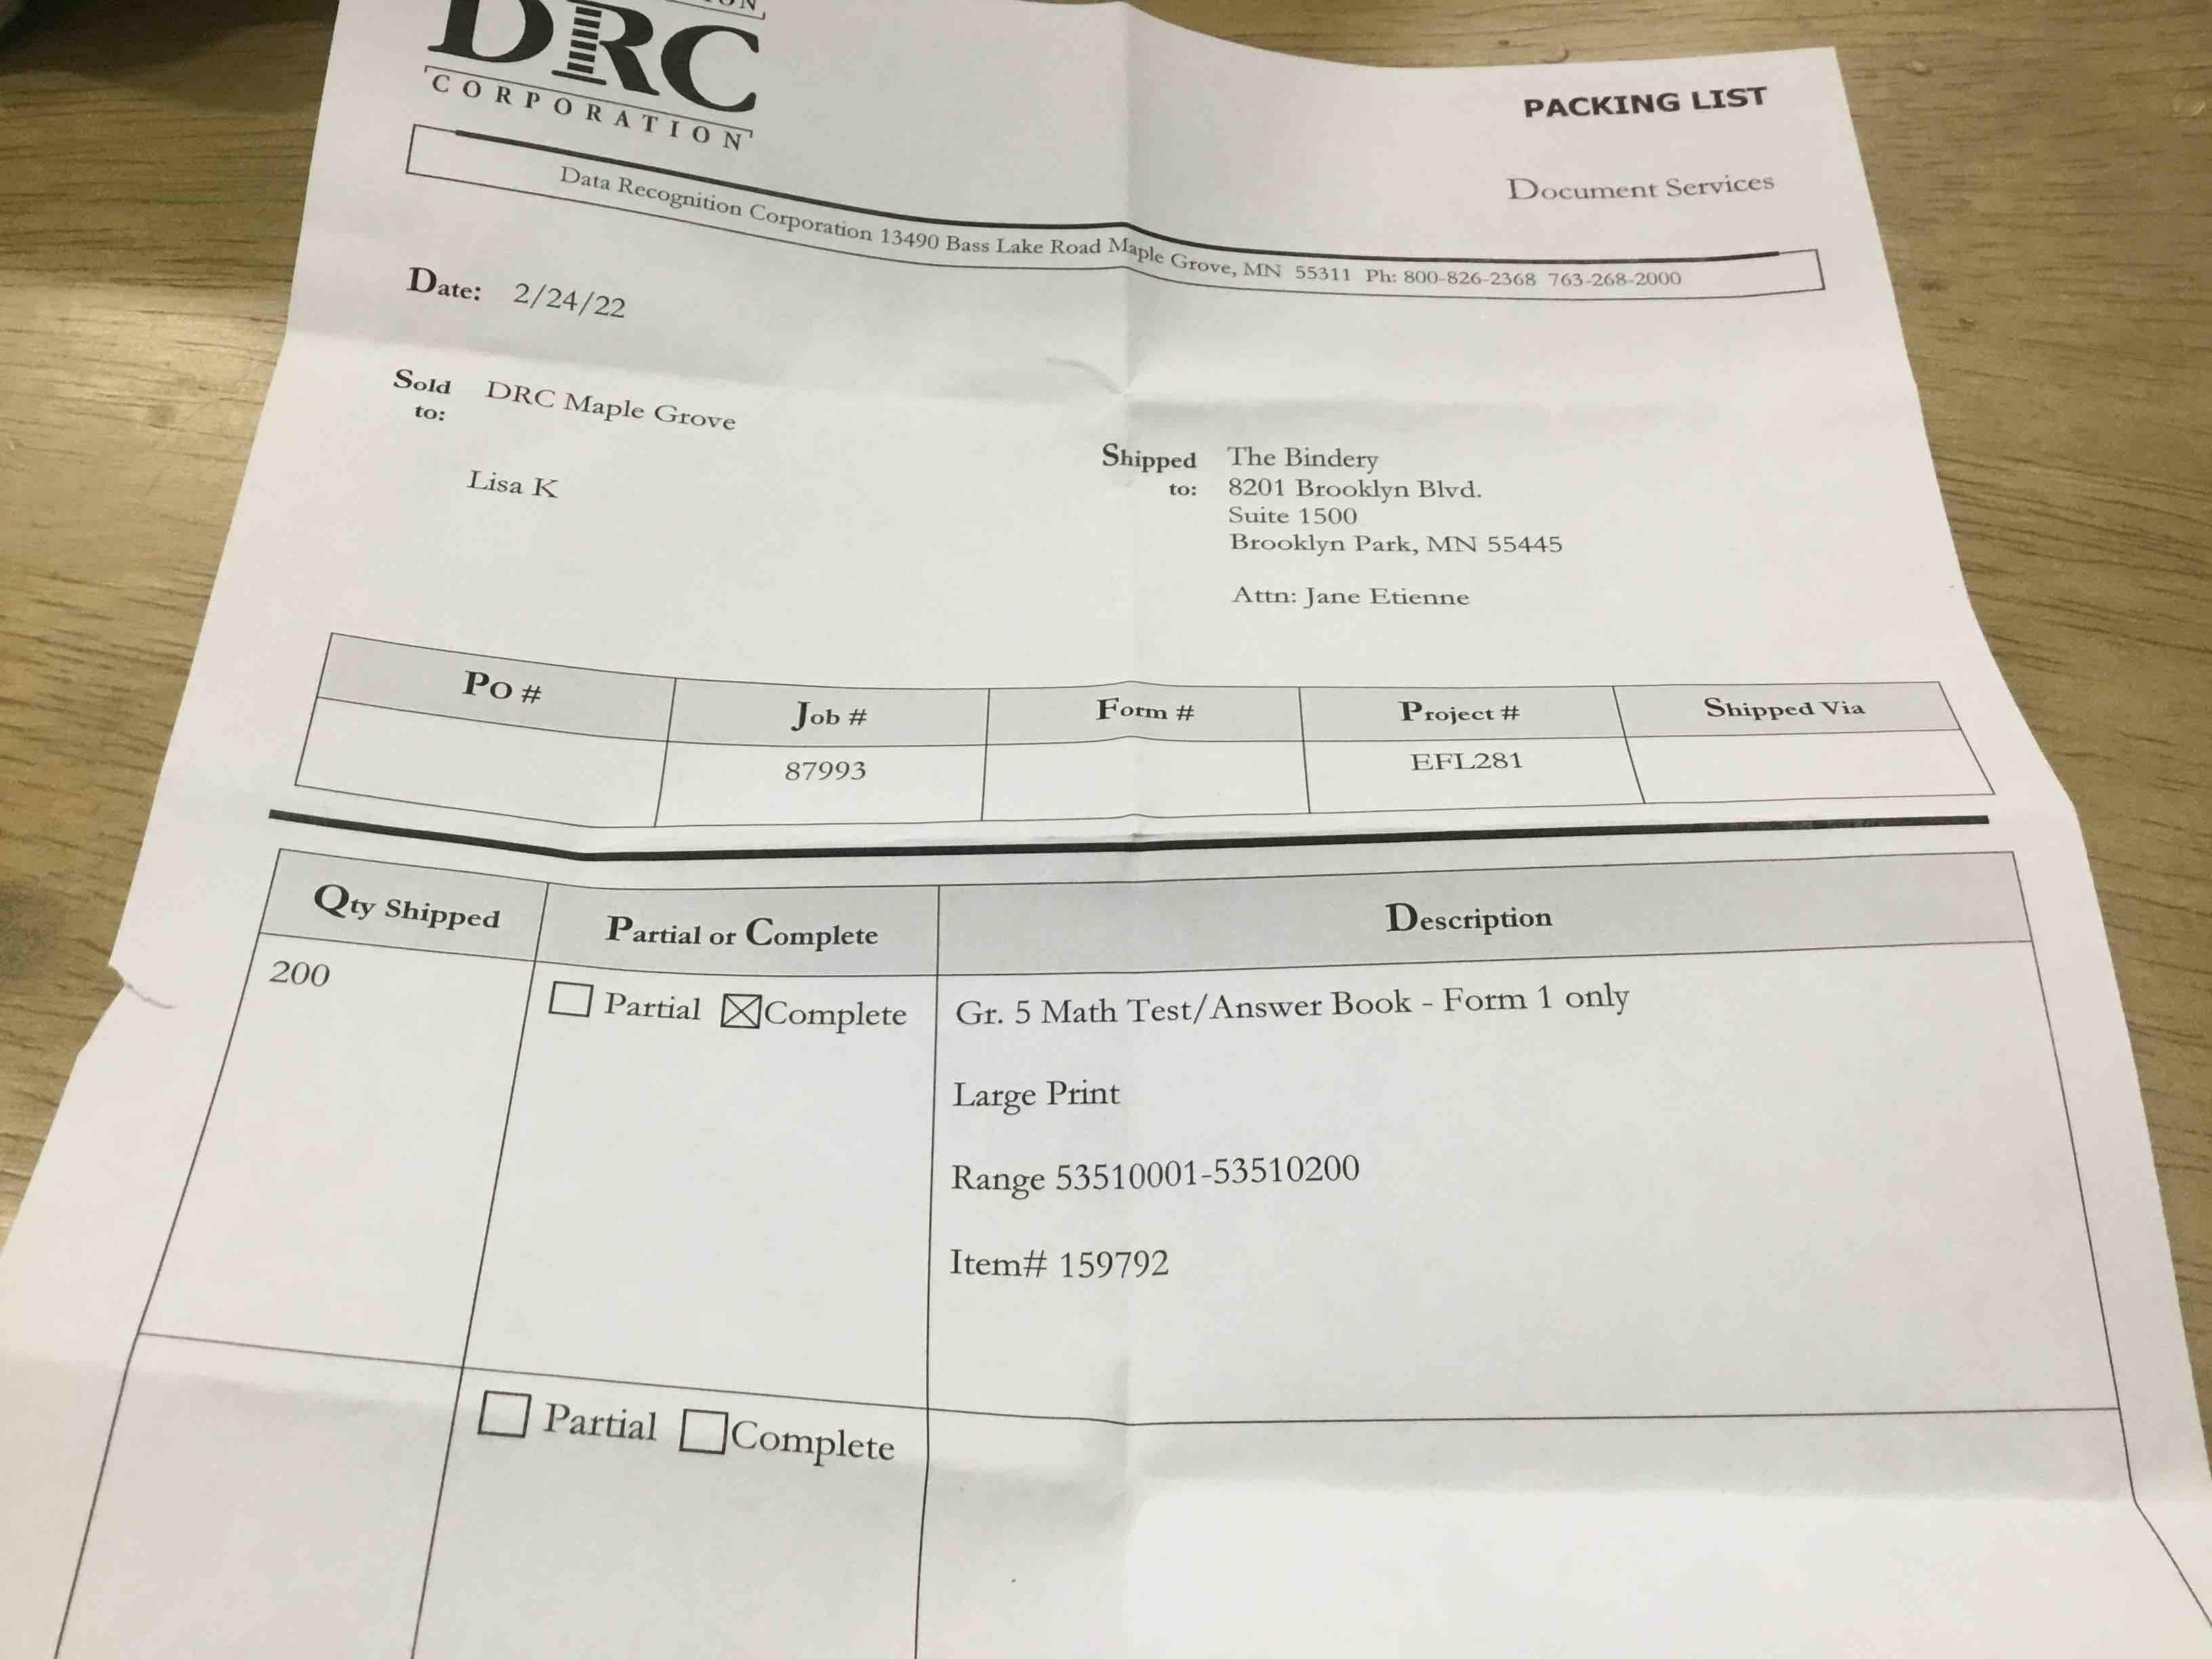 DRC
CORPORATION
PACKING LIST
Document Services
Data Recognition Corporation 13490 Bass Lake Road Maple Grove, MN 55311 Ph: 800-826-2368 763-268-2000
Date: 2/24/22
Sold to: DRC Maple Grove
Lisa K
Shipped to: The Bindery
8201 Brooklyn Blvd.
Suite 1500
Brooklyn Park, MN 55445
Attn: Jane Etienne
Po # Job # Form # Project # Shipped Via
87993 EFL281
Qty Shipped Partial or Complete Description
200 Partial Complete Gr. 5 Math Test/Answer Book - Form 1 only
Large Print
Range 53510001-53510200
Item# 159792
Partial Complete